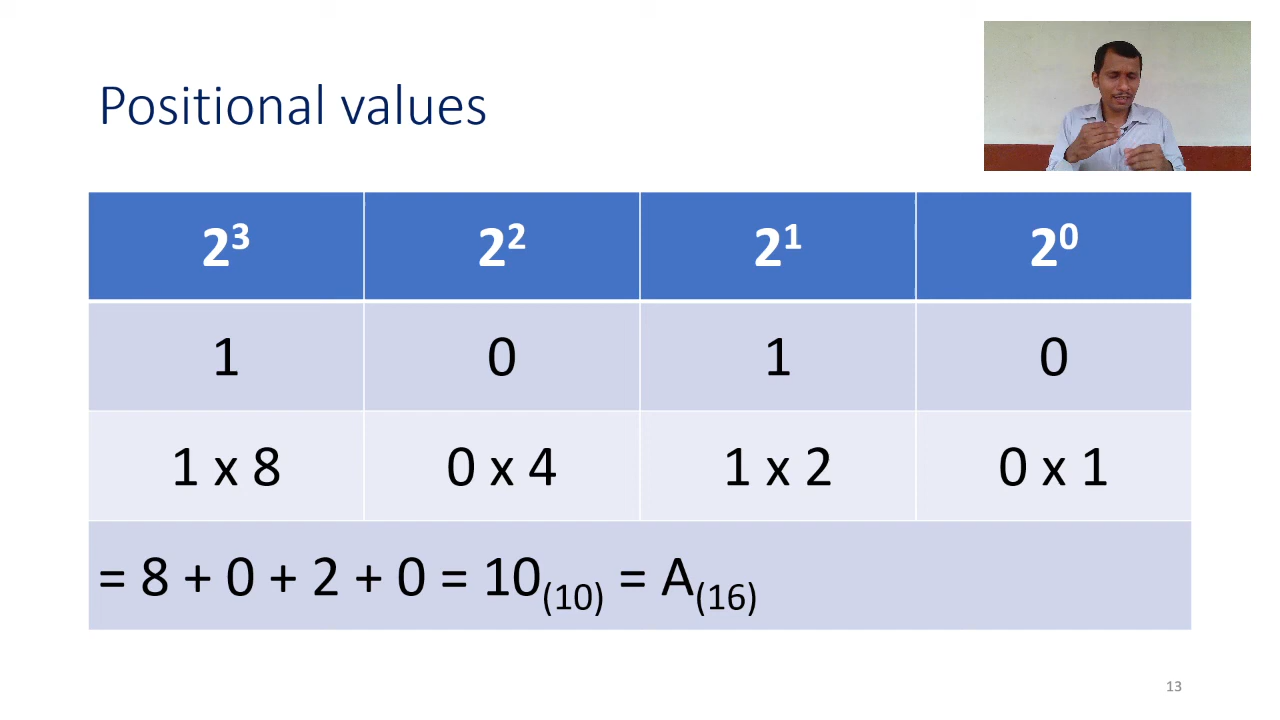 Positional values
2³ 2² 2¹ 2⁰
1 0 1 0
1 x 8 0 x 4 1 x 2 0 x 1
= 8 + 0 + 2 + 0 = 10₍₁₀₎ = A₍₁₆₎
13